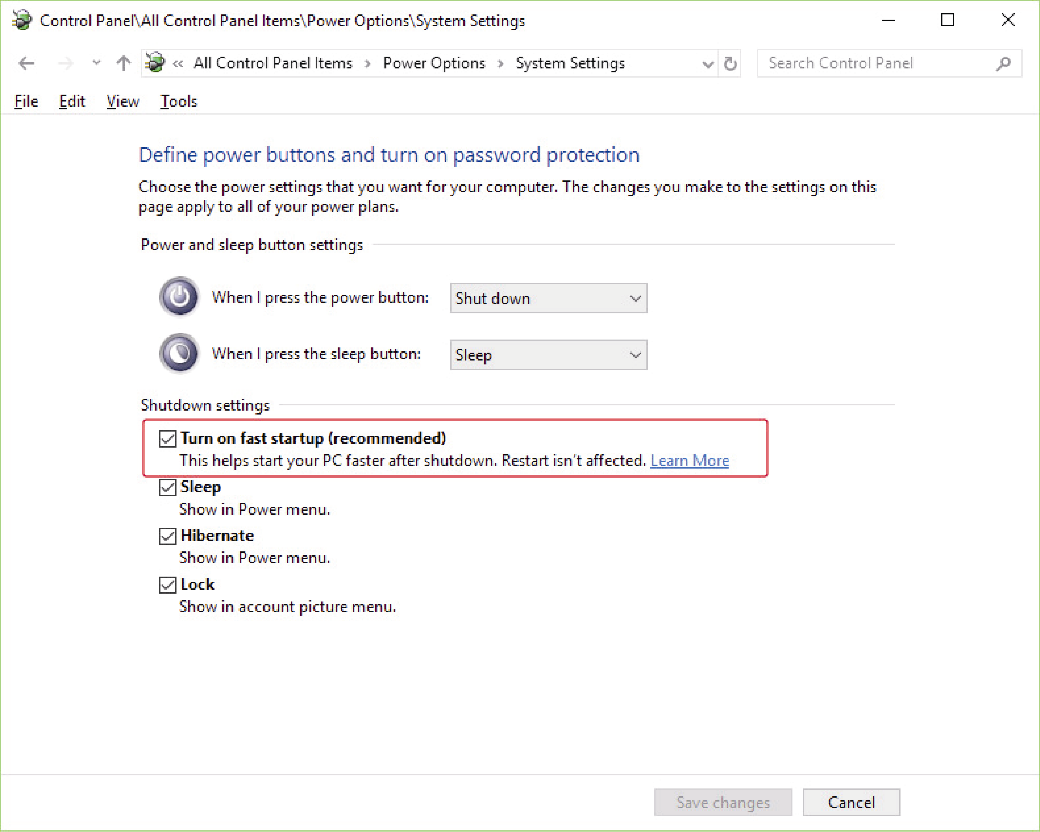 Control Panel\All Control Panel Items\Power Options\System Settings
« All Control Panel Items › Power Options › System Settings
Search Control Panel
File Edit View Tools
Define power buttons and turn on password protection
Choose the power settings that you want for your computer. The changes you make to the settings on this
page apply to all of your power plans.
Power and sleep button settings
When I press the power button: Shut down
When I press the sleep button: Sleep
Shutdown settings
Turn on fast startup (recommended)
This helps start your PC faster after shutdown. Restart isn't affected. Learn More
Sleep
Show in Power menu.
Hibernate
Show in Power menu.
Lock
Show in account picture menu.
Save changes Cancel